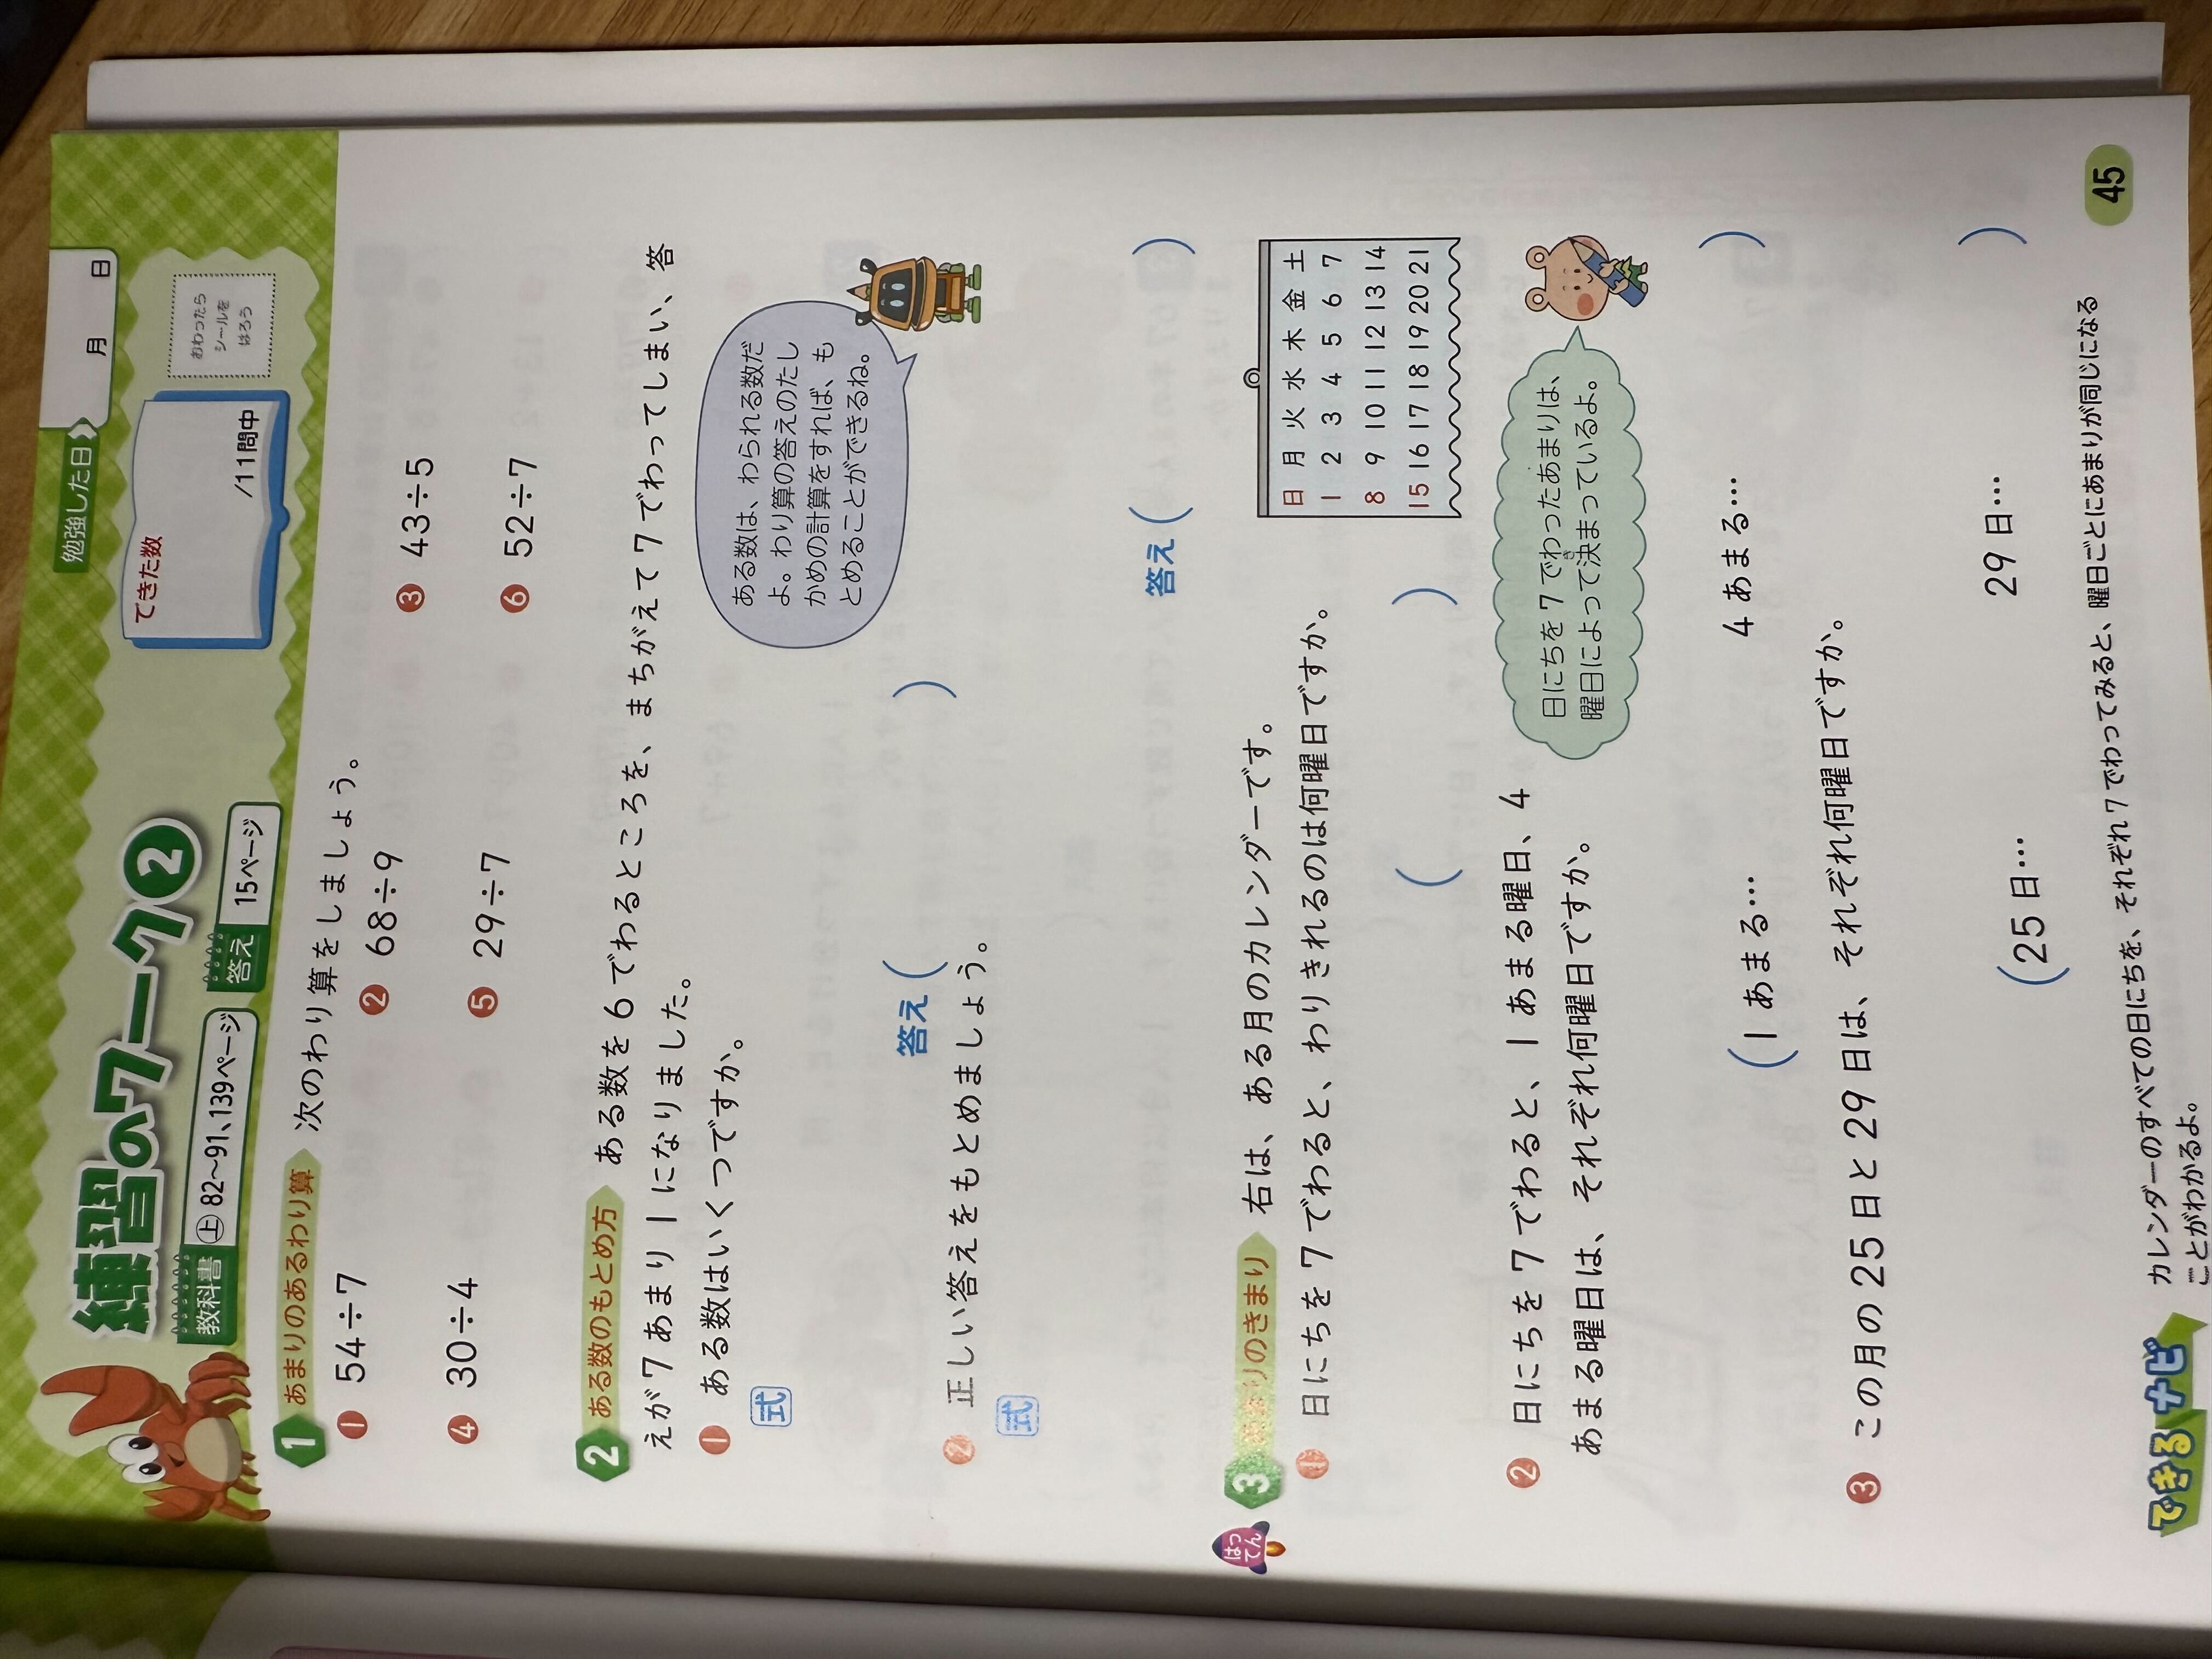 勉強した日 月 日
練習のワーク②
教科書 ㊤82〜91、139ページ 答え 15ページ
できた数
/11問中
おわったら
シールを
はろう
1 あまりのあるわり算 次のわり算をしましょう。
❶ 54÷7 ❷ 68÷9 ❸ 43÷5
❹ 30÷4 ❺ 29÷7 ❻ 52÷7
2 ある数のもとめ方 ある数を6でわるところを、まちがえて7でわってしまい、答
えが7あまり1になりました。
❶ ある数はいくつですか。
式
ある数は、わられる数だ
よ。わり算の答えのたし
かめの計算をすれば、も
とめることができるね。
答え( )
❷ 正しい答えをもとめましょう。
式
答え( )
はってん
3 あまりのきまり 右は、ある月のカレンダーです。
❶ 日にちを7でわると、わりきれるのは何曜日ですか。
( )
日 月 火 水 木 金 土
1 2 3 4 5 6 7
8 9 10 11 12 13 14
15 16 17 18 19 20 21
❷ 日にちを7でわると、1あまる曜日、4
あまる曜日は、それぞれ何曜日ですか。
日にちを7でわったあまりは、
曜日によって決まっているよ。
き
(1あまる… 4あまる… )
❸ この月の25日と29日は、それぞれ何曜日ですか。
(25日… 29日… )
できるナビ カレンダーのすべての日にちを、それぞれ7でわってみると、曜日ごとにあまりが同じになる
ことがわかるよ。
45